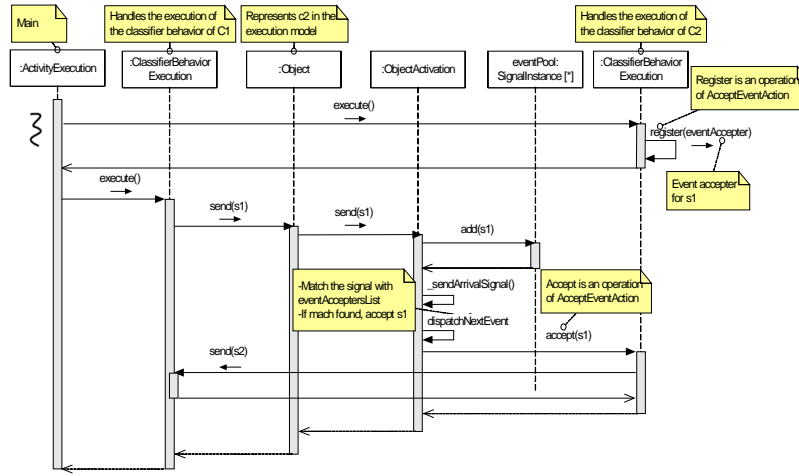 Main
Handles the execution of
the classifier behavior of C1
Represents c2 in the
execution model
Handles the execution of
the classifier behavior of C2
:ActivityExecution
:ClassifierBehavior
Execution
:Object
:ObjectActivation
eventPool:
SignalInstance [*]
:ClassifierBehavior
Execution
Register is an operation
of AcceptEventAction
execute()
register(eventAccepter)
Event accepter
for s1
execute()
send(s1)
send(s1)
add(s1)
-Match the signal with
eventAcceptersList
-If mach found, accept s1
_sendArrivalSignal()
Accept is an operation
of AcceptEventAction
dispatchNextEvent
accept(s1)
send(s2)